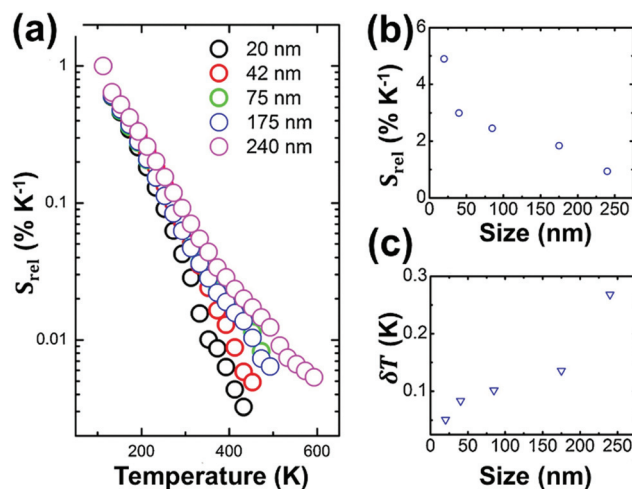 (a)
S_rel (% K⁻¹)
1
0.1
0.01
20 nm
42 nm
75 nm
175 nm
240 nm
200
400
600
Temperature (K)
(b)
S_rel (% K⁻¹)
6
4
2
0
0 50 100 150 200 250
Size (nm)
(c)
δT (K)
0.3
0.1
0 50 100 150 200 250
Size (nm)